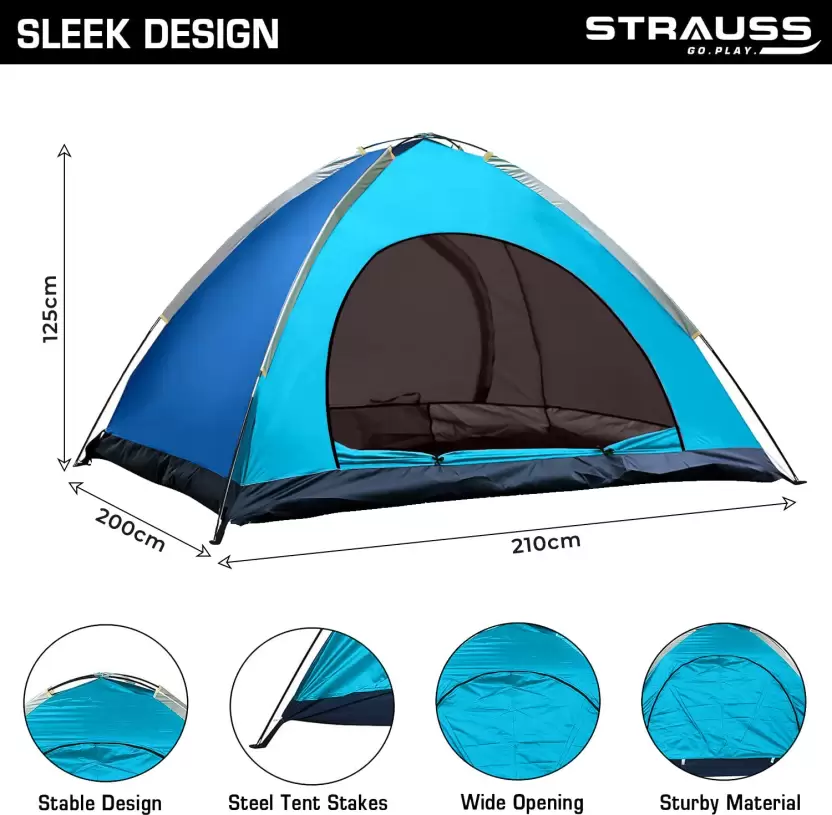 SLEEK DESIGN
STRAUSS
GO.PLAY.
125cm
200cm
210cm
Stable Design
Steel Tent Stakes
Wide Opening
Sturby Material